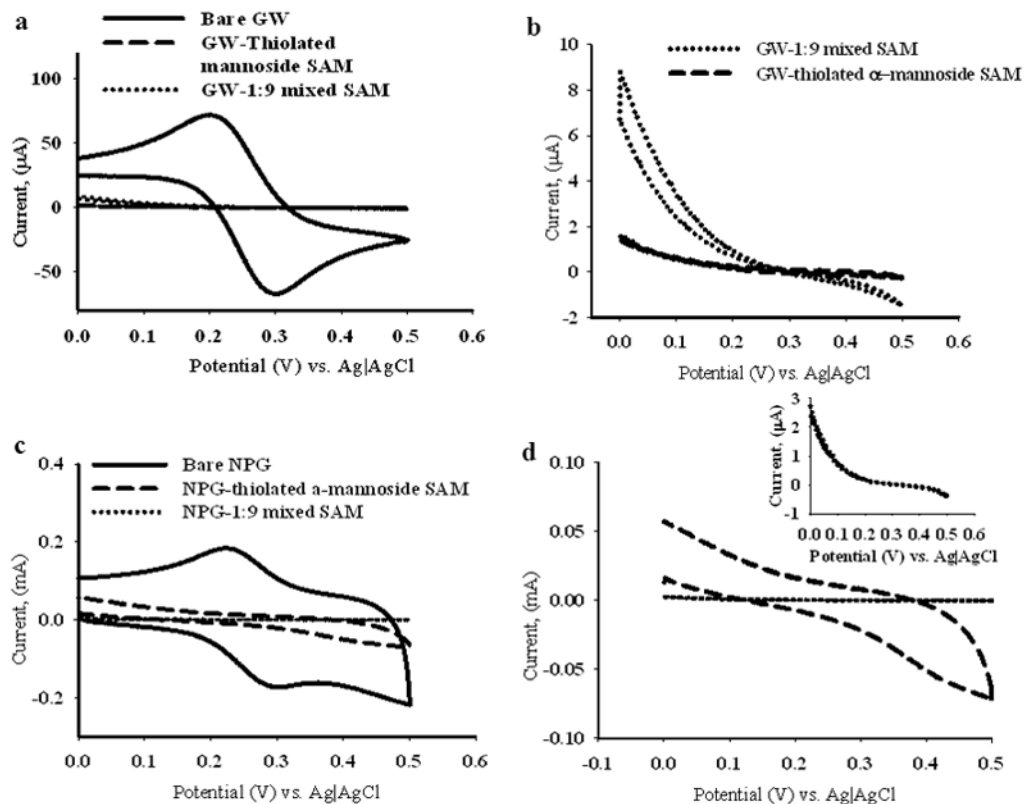 a
Bare GW
GW-Thiolated
mannoside SAM
GW-1:9 mixed SAM
100
50
0
-50
Current, (µA)
0.0 0.1 0.2 0.3 0.4 0.5 0.6
Potential (V) vs. Ag|AgCl
b
GW-1:9 mixed SAM
GW-thiolated α-mannoside SAM
10
8
6
4
2
0
-2
Current, (µA)
0.0 0.1 0.2 0.3 0.4 0.5 0.6
Potential (V) vs. Ag|AgCl
c
Bare NPG
NPG-thiolated a-mannoside SAM
NPG-1:9 mixed SAM
0.4
0.2
0.0
-0.2
Current, (mA)
0.0 0.1 0.2 0.3 0.4 0.5 0.6
Potential (V) vs. Ag|AgCl
d
3
2
1
0
-1
Current, (µA)
0.0 0.1 0.2 0.3 0.4 0.5 0.6
Potential (V) vs. Ag|AgCl
0.10
0.05
0.00
-0.05
-0.10
Current, (mA)
-0.1 0.0 0.1 0.2 0.3 0.4 0.5
Potential (V) vs. Ag|AgCl